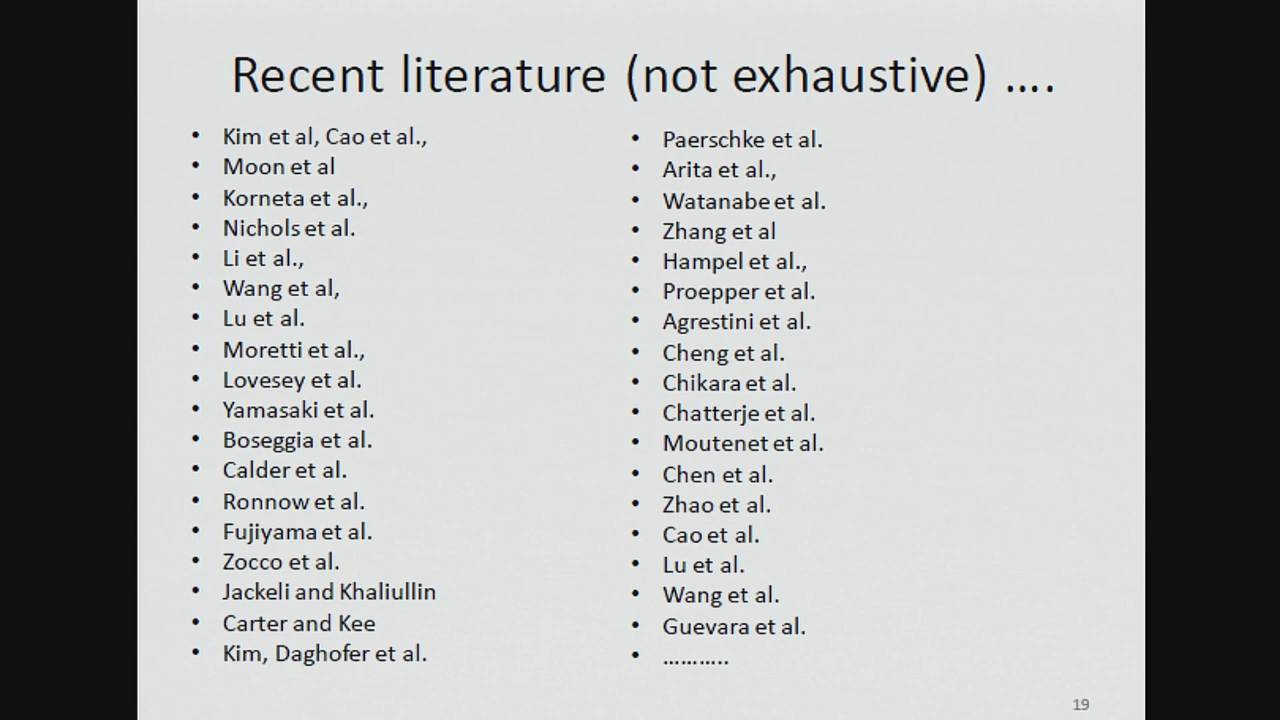 Recent literature (not exhaustive) ....
• Kim et al, Cao et al.,
• Moon et al
• Korneta et al.,
• Nichols et al.
• Li et al.,
• Wang et al,
• Lu et al.
• Moretti et al.,
• Lovesey et al.
• Yamasaki et al.
• Boseggia et al.
• Calder et al.
• Ronnow et al.
• Fujiyama et al.
• Zocco et al.
• Jackeli and Khaliullin
• Carter and Kee
• Kim, Daghofer et al.
• Paerschke et al.
• Arita et al.,
• Watanabe et al.
• Zhang et al
• Hampel et al.,
• Proepper et al.
• Agrestini et al.
• Cheng et al.
• Chikara et al.
• Chatterje et al.
• Moutenet et al.
• Chen et al.
• Zhao et al.
• Cao et al.
• Lu et al.
• Wang et al.
• Guevara et al.
• ...........
19